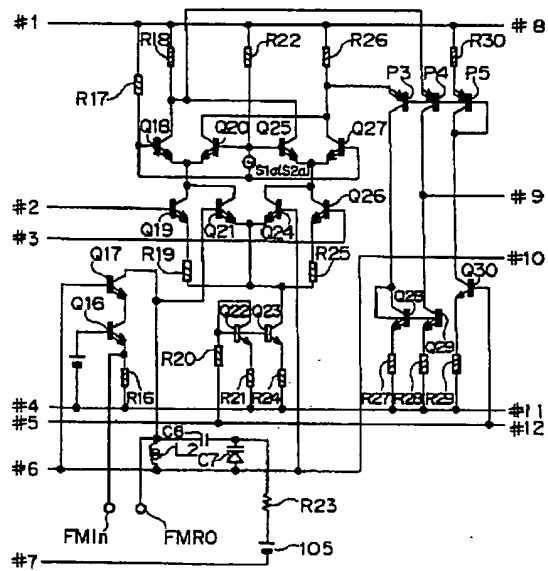 #1 R18 R22 R26 R30 #8
R17 P3 P4 P5
Q18 Q20 Q25 Q27
S1a(S2a)
#9
#2 Q26
Q19 Q21 Q24
#3 #10
Q17 R19 R25 Q30
Q16 Q22 Q23 Q28
R20 Q29
R16 R21 R24 R27 R28 R29
#4 #11
#5 #12
C6
#6 L2 C7
R23
FMIn FMRO
105
#7